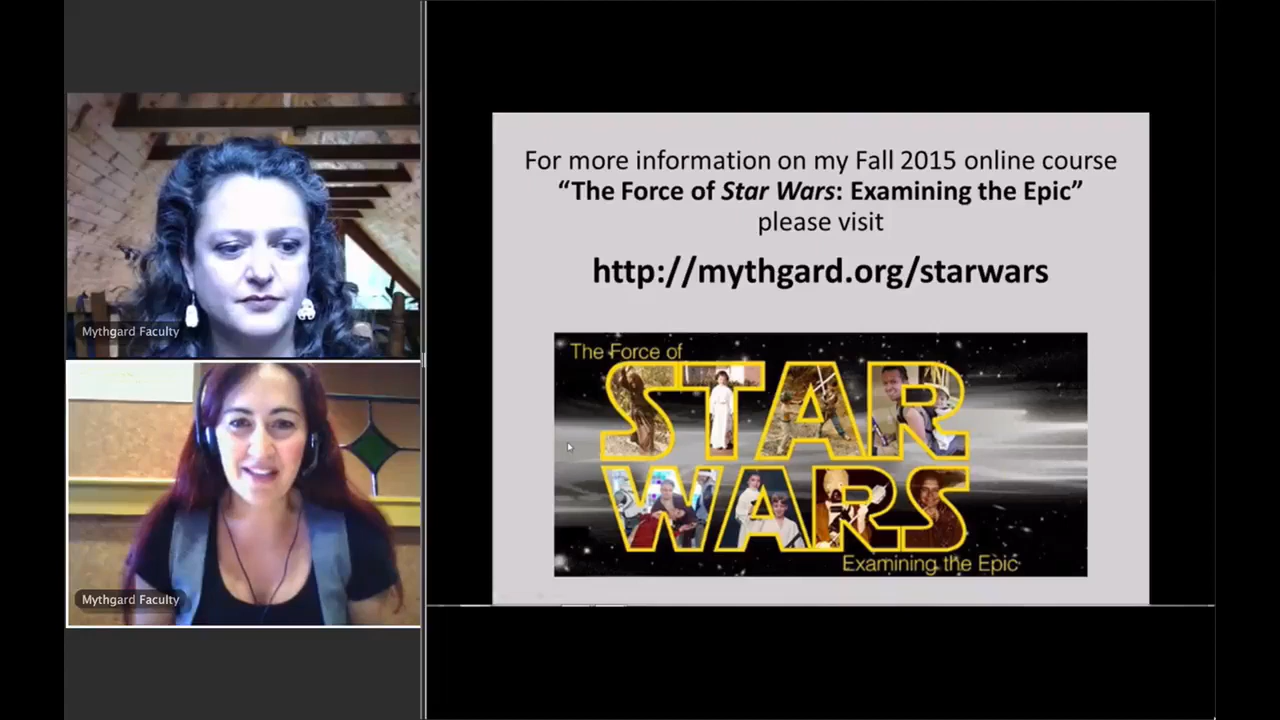 Mythgard Faculty
Mythgard Faculty
For more information on my Fall 2015 online course
“The Force of Star Wars: Examining the Epic”
please visit
http://mythgard.org/starwars
The Force of
STAR
WARS
Examining the Epic